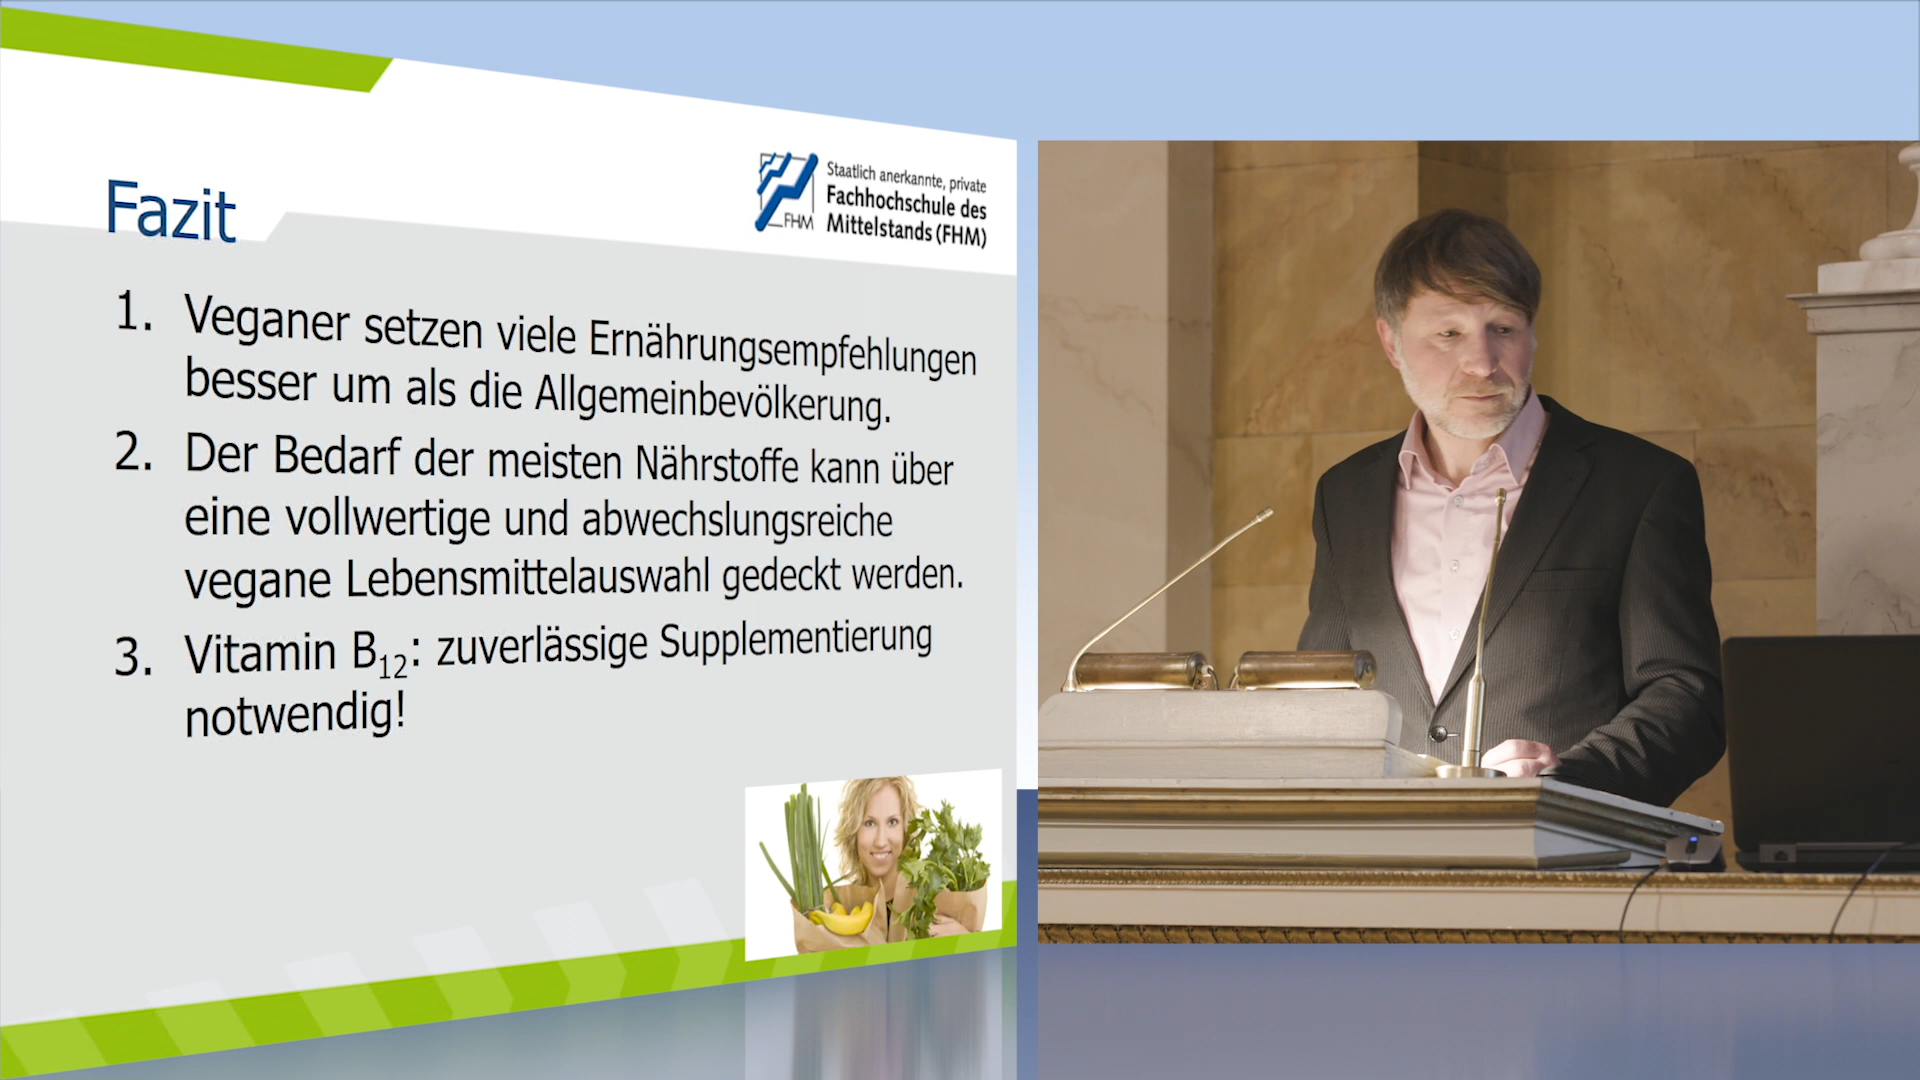 Fazit
Staatlich anerkannte, private
Fachhochschule des
Mittelstands (FHM)
FHM
1. Veganer setzen viele Ernährungsempfehlungen
besser um als die Allgemeinbevölkerung.
2. Der Bedarf der meisten Nährstoffe kann über
eine vollwertige und abwechslungsreiche
vegane Lebensmittelauswahl gedeckt werden.
3. Vitamin B₁₂: zuverlässige Supplementierung
notwendig!